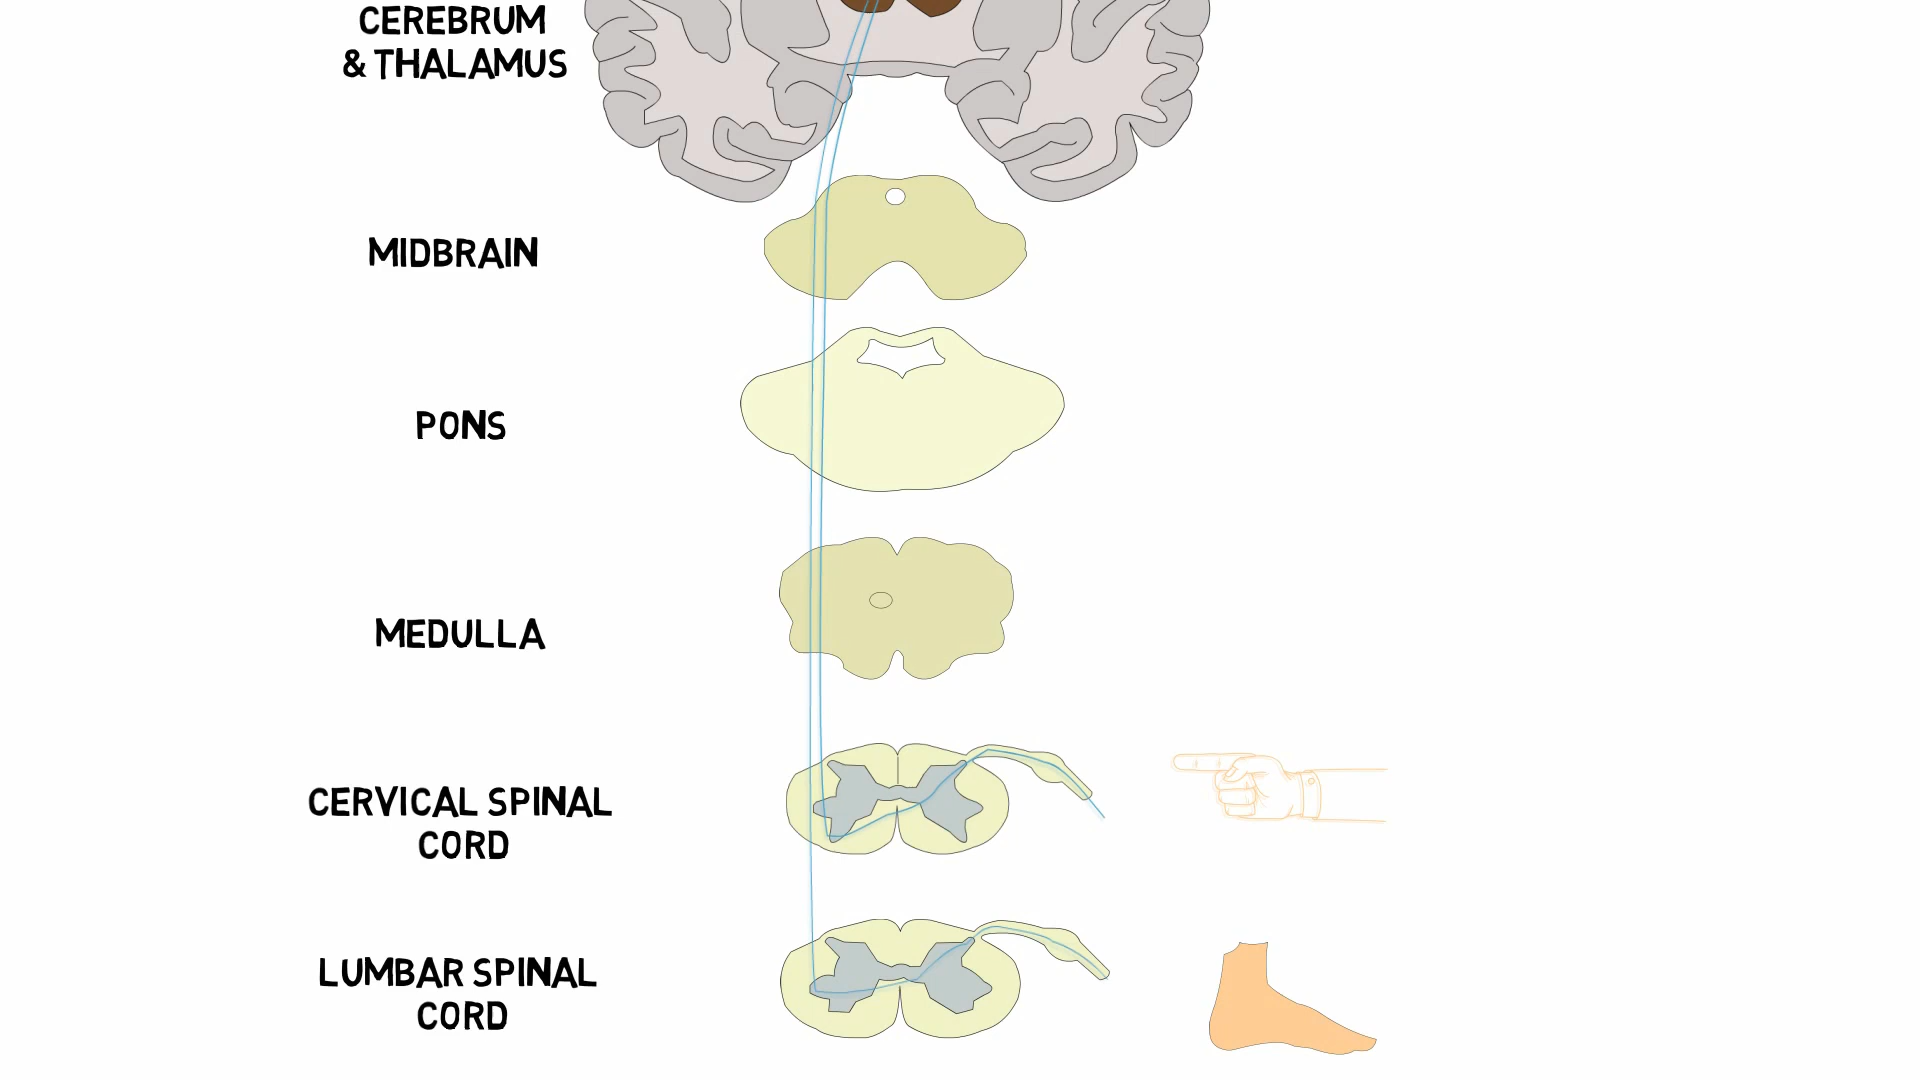 CEREBRUM
& THALAMUS
MIDBRAIN
PONS
MEDULLA
CERVICAL SPINAL
CORD
LUMBAR SPINAL
CORD